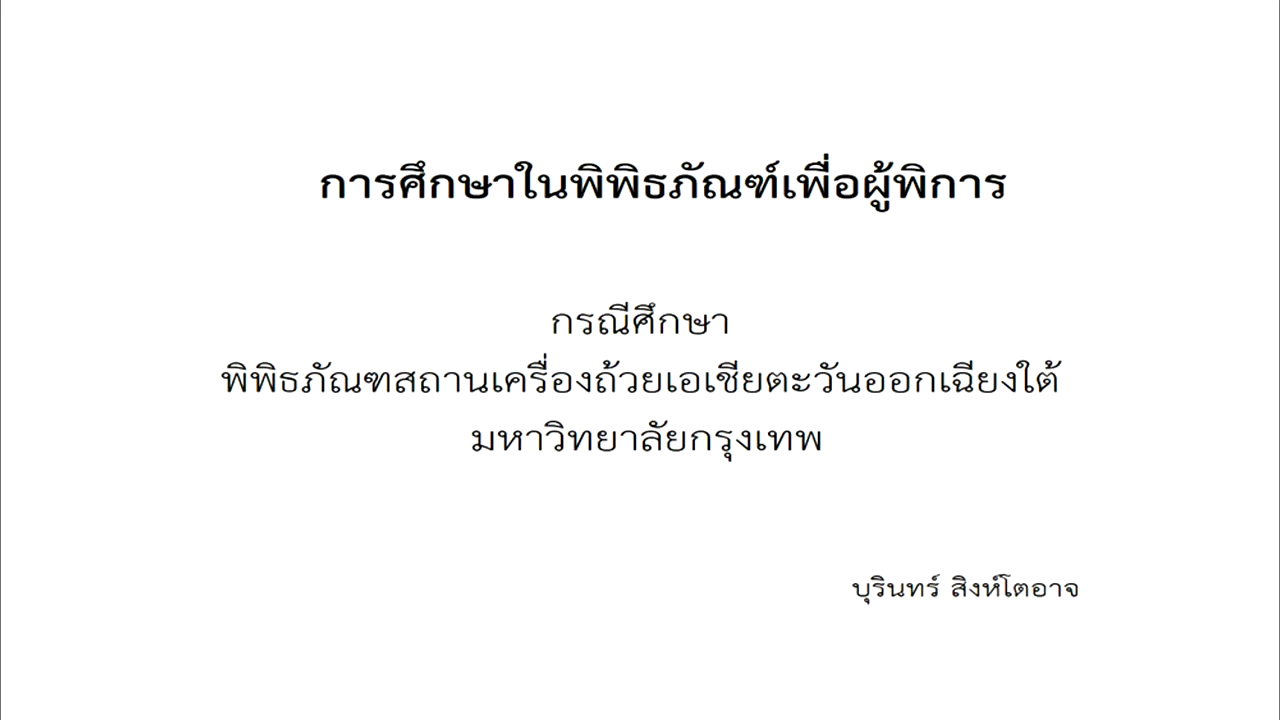 การศึกษาในพิพิธภัณฑ์เพื่อผู้พิการ
กรณีศึกษา
พิพิธภัณฑสถานเครื่องถ้วยเอเชียตะวันออกเฉียงใต้
มหาวิทยาลัยกรุงเทพ
บุรินทร์ สิงห์โตอาจ